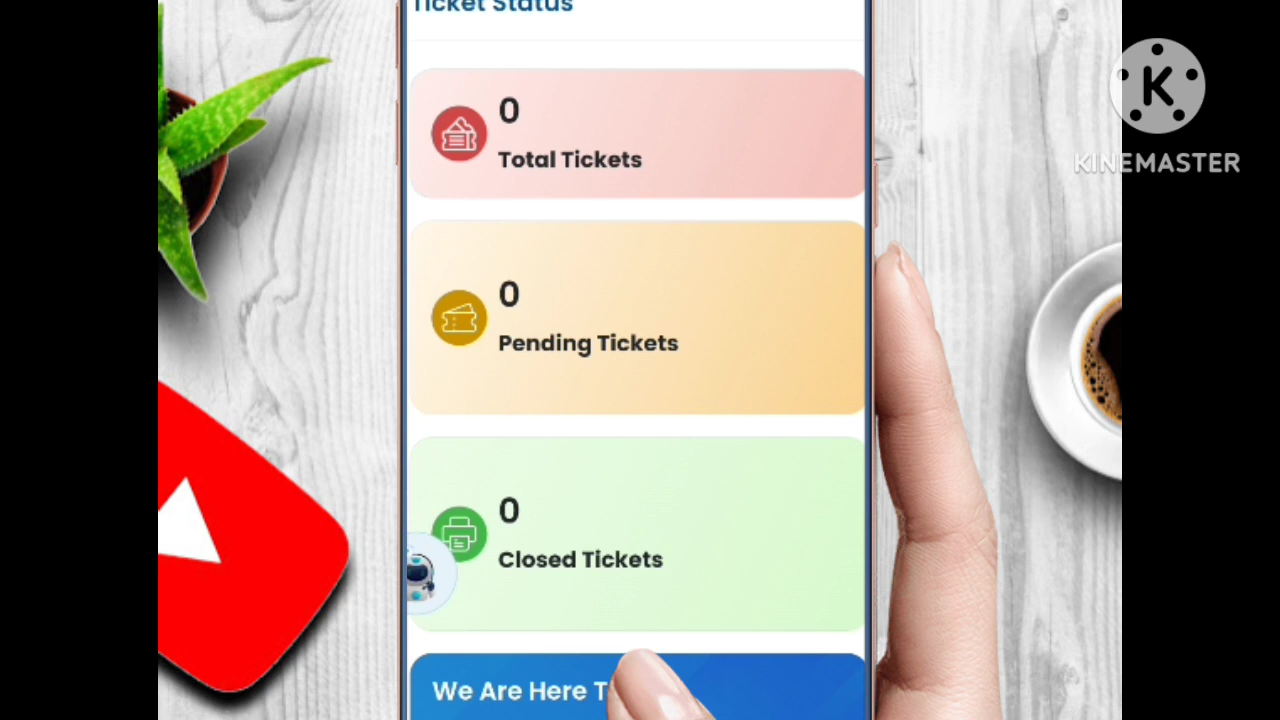 Ticket Status
0
Total Tickets
0
Pending Tickets
0
Closed Tickets
We Are Here
K
KINEMASTER